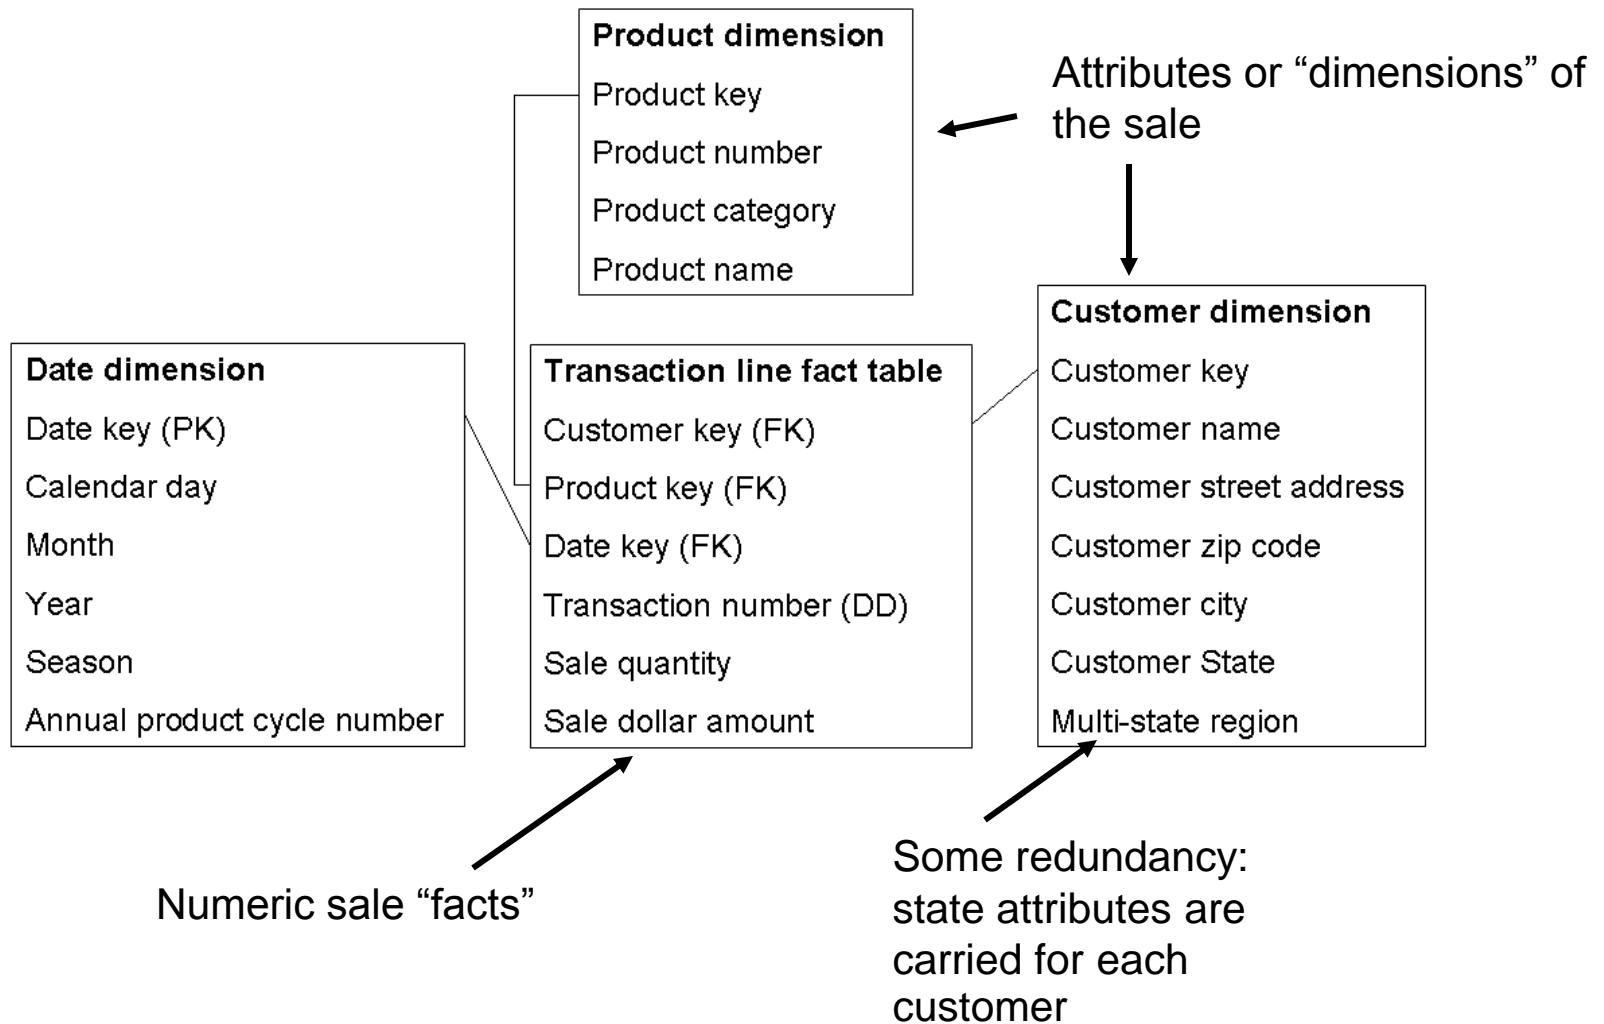 Product dimension
Product key
Product number
Product category
Product name
Attributes or “dimensions” of
the sale
Date dimension
Date key (PK)
Calendar day
Month
Year
Season
Annual product cycle number
Transaction line fact table
Customer key (FK)
Product key (FK)
Date key (FK)
Transaction number (DD)
Sale quantity
Sale dollar amount
Customer dimension
Customer key
Customer name
Customer street address
Customer zip code
Customer city
Customer State
Multi-state region
Numeric sale “facts”
Some redundancy:
state attributes are
carried for each
customer